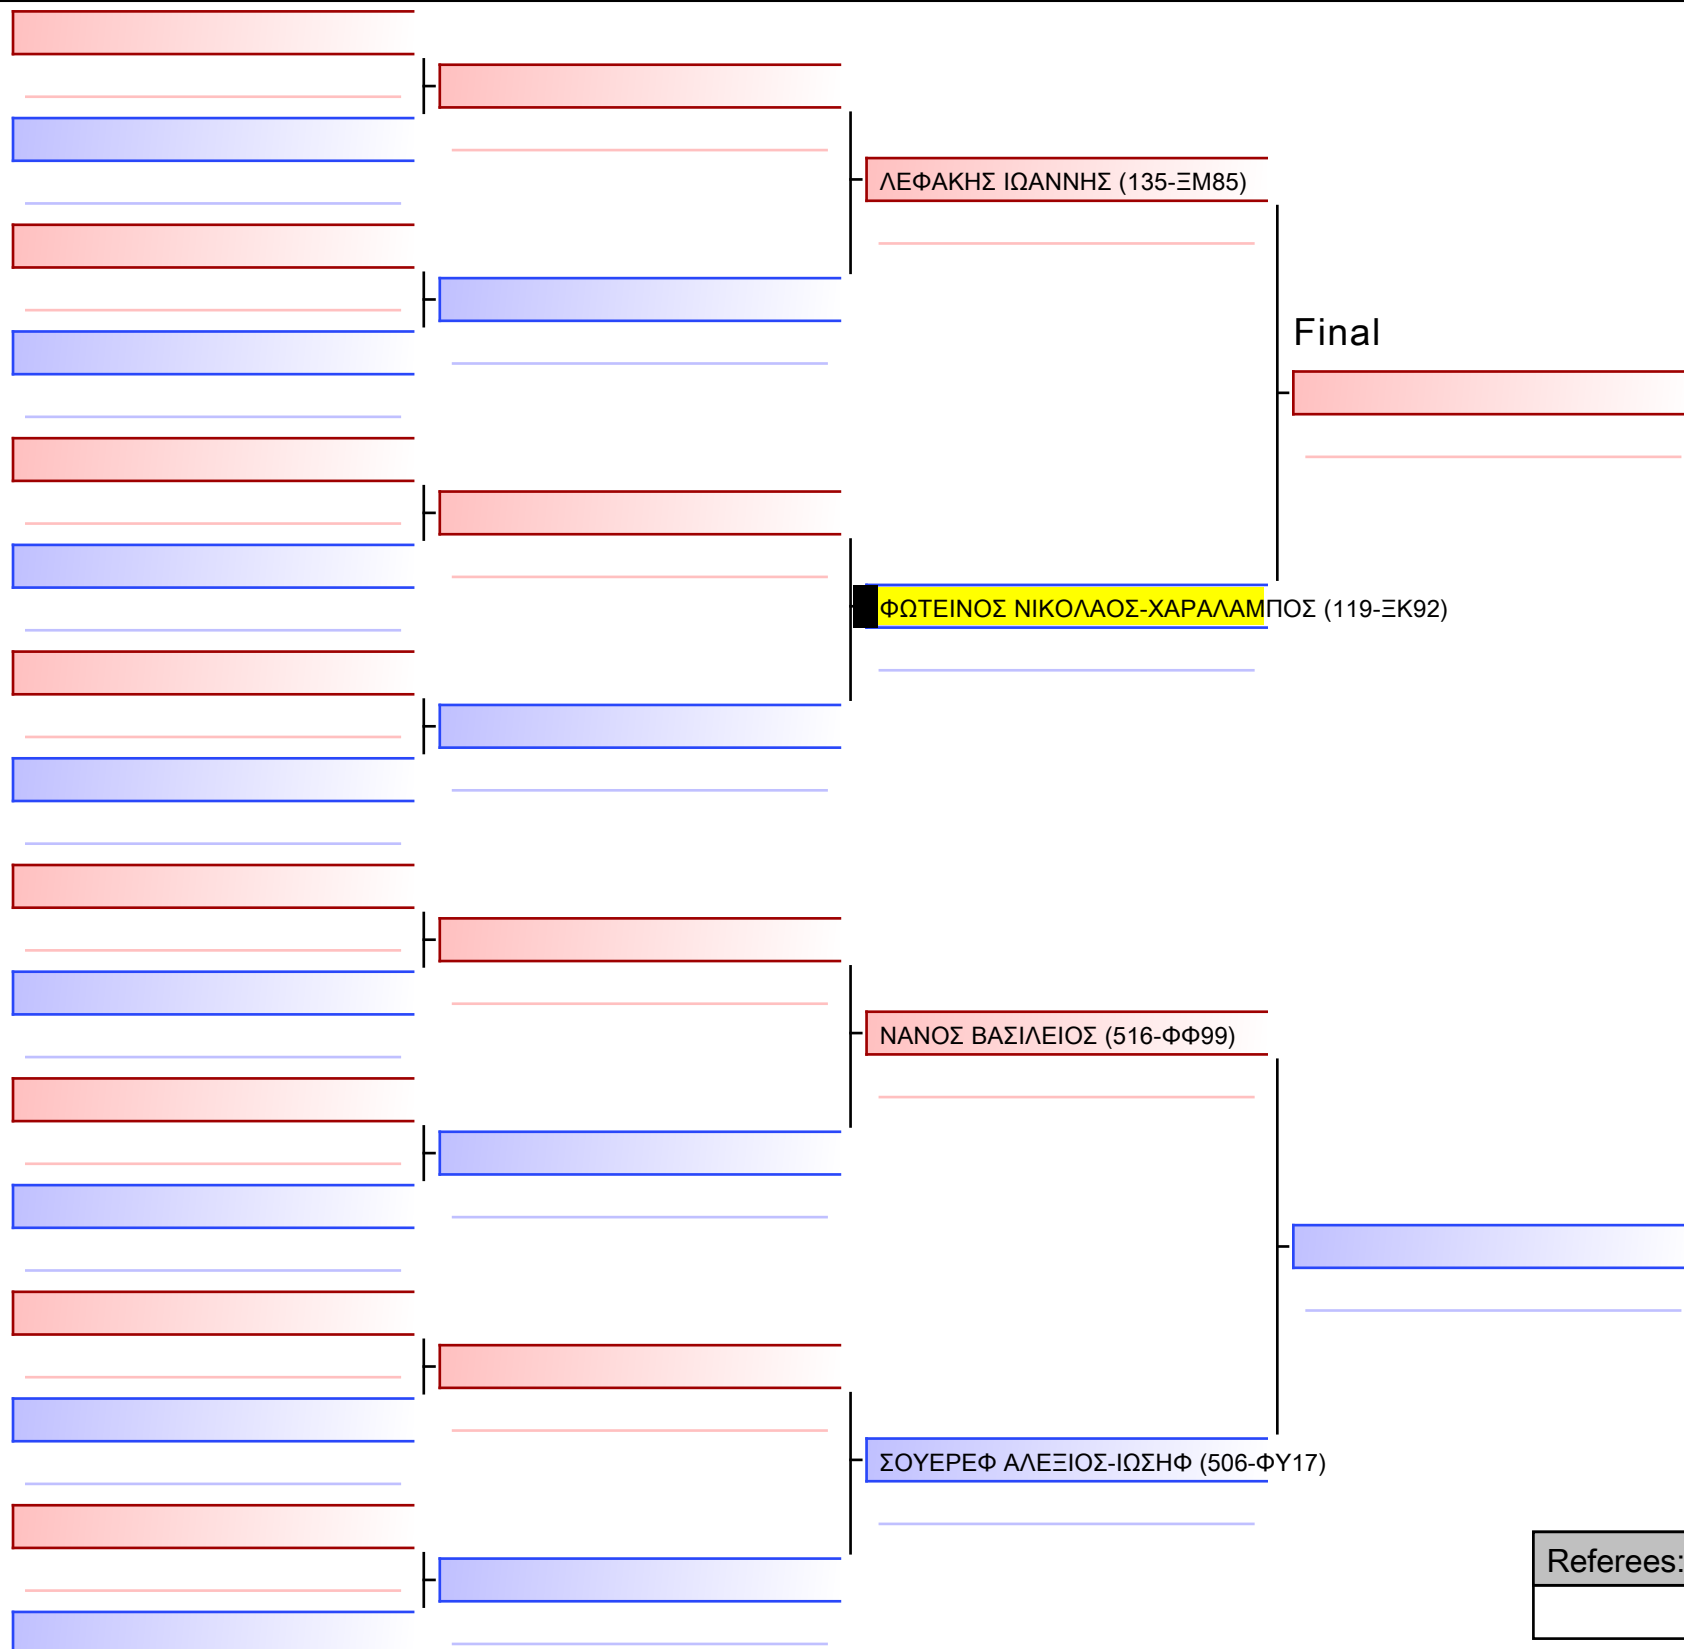 ΛΕΦΑΚΗΣ ΙΩΑΝΝΗΣ (135-ΞΜ85)
Final
ΦΩΤΕΙΝΟΣ ΝΙΚΟΛΑΟΣ-ΧΑΡΑΛΑΜΠΟΣ (119-ΞΚ92)
ΝΑΝΟΣ ΒΑΣΙΛΕΙΟΣ (516-ΦΦ99)
ΣΟΥΕΡΕΦ ΑΛΕΞΙΟΣ-ΙΩΣΗΦ (506-ΦΥ17)
Referees: